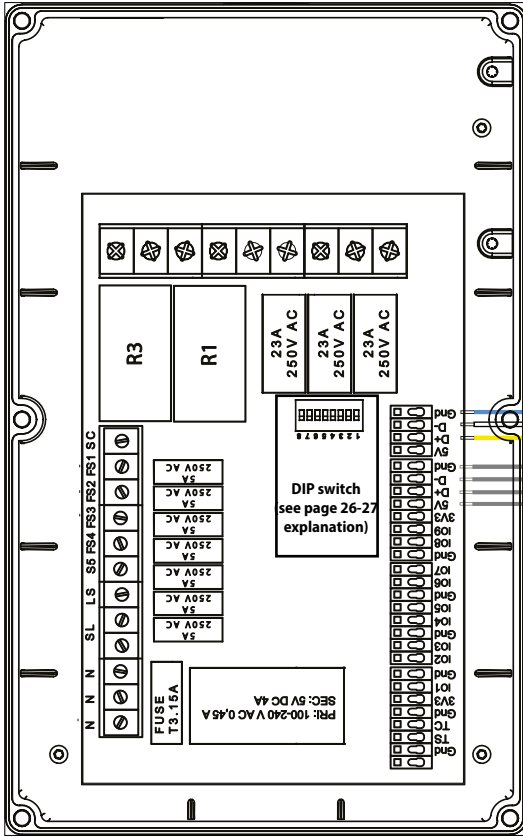 R3
R1
23A
250V AC
23A
250V AC
23A
250V AC
12345678
DIP switch
(see page 26-27
explanation)
SC
FS1
FS2
FS3
FS4
S5
LS
SL
N
N
N
5A
250V AC
5A
250V AC
5A
250V AC
5A
250V AC
5A
250V AC
5A
250V AC
5A
250V AC
FUSE
T3.15A
PRI: 100-240 V AC 0,45 A
SEC: 5V DC 4A
Gnd
D-
D+
5V
Gnd
D-
D+
5V
3V3
IO9
IO8
Gnd
IO7
IO6
Gnd
IO5
IO4
Gnd
IO3
IO2
Gnd
IO1
3V3
Gnd
TC
TS
Gnd